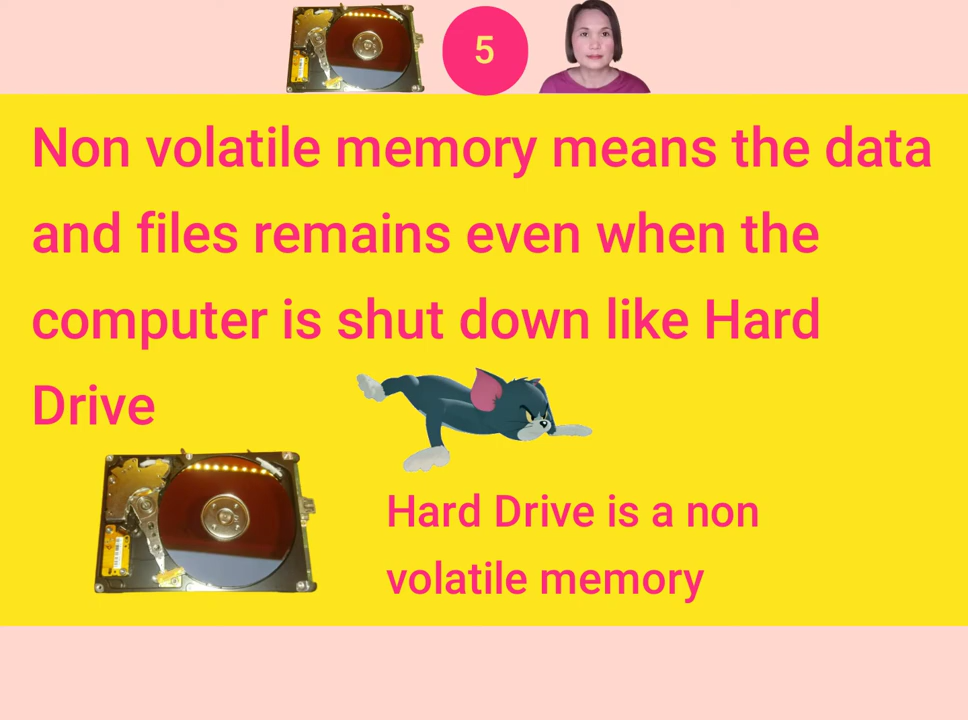 5
Non volatile memory means the data
and files remains even when the
computer is shut down like Hard
Drive
Hard Drive is a non
volatile memory